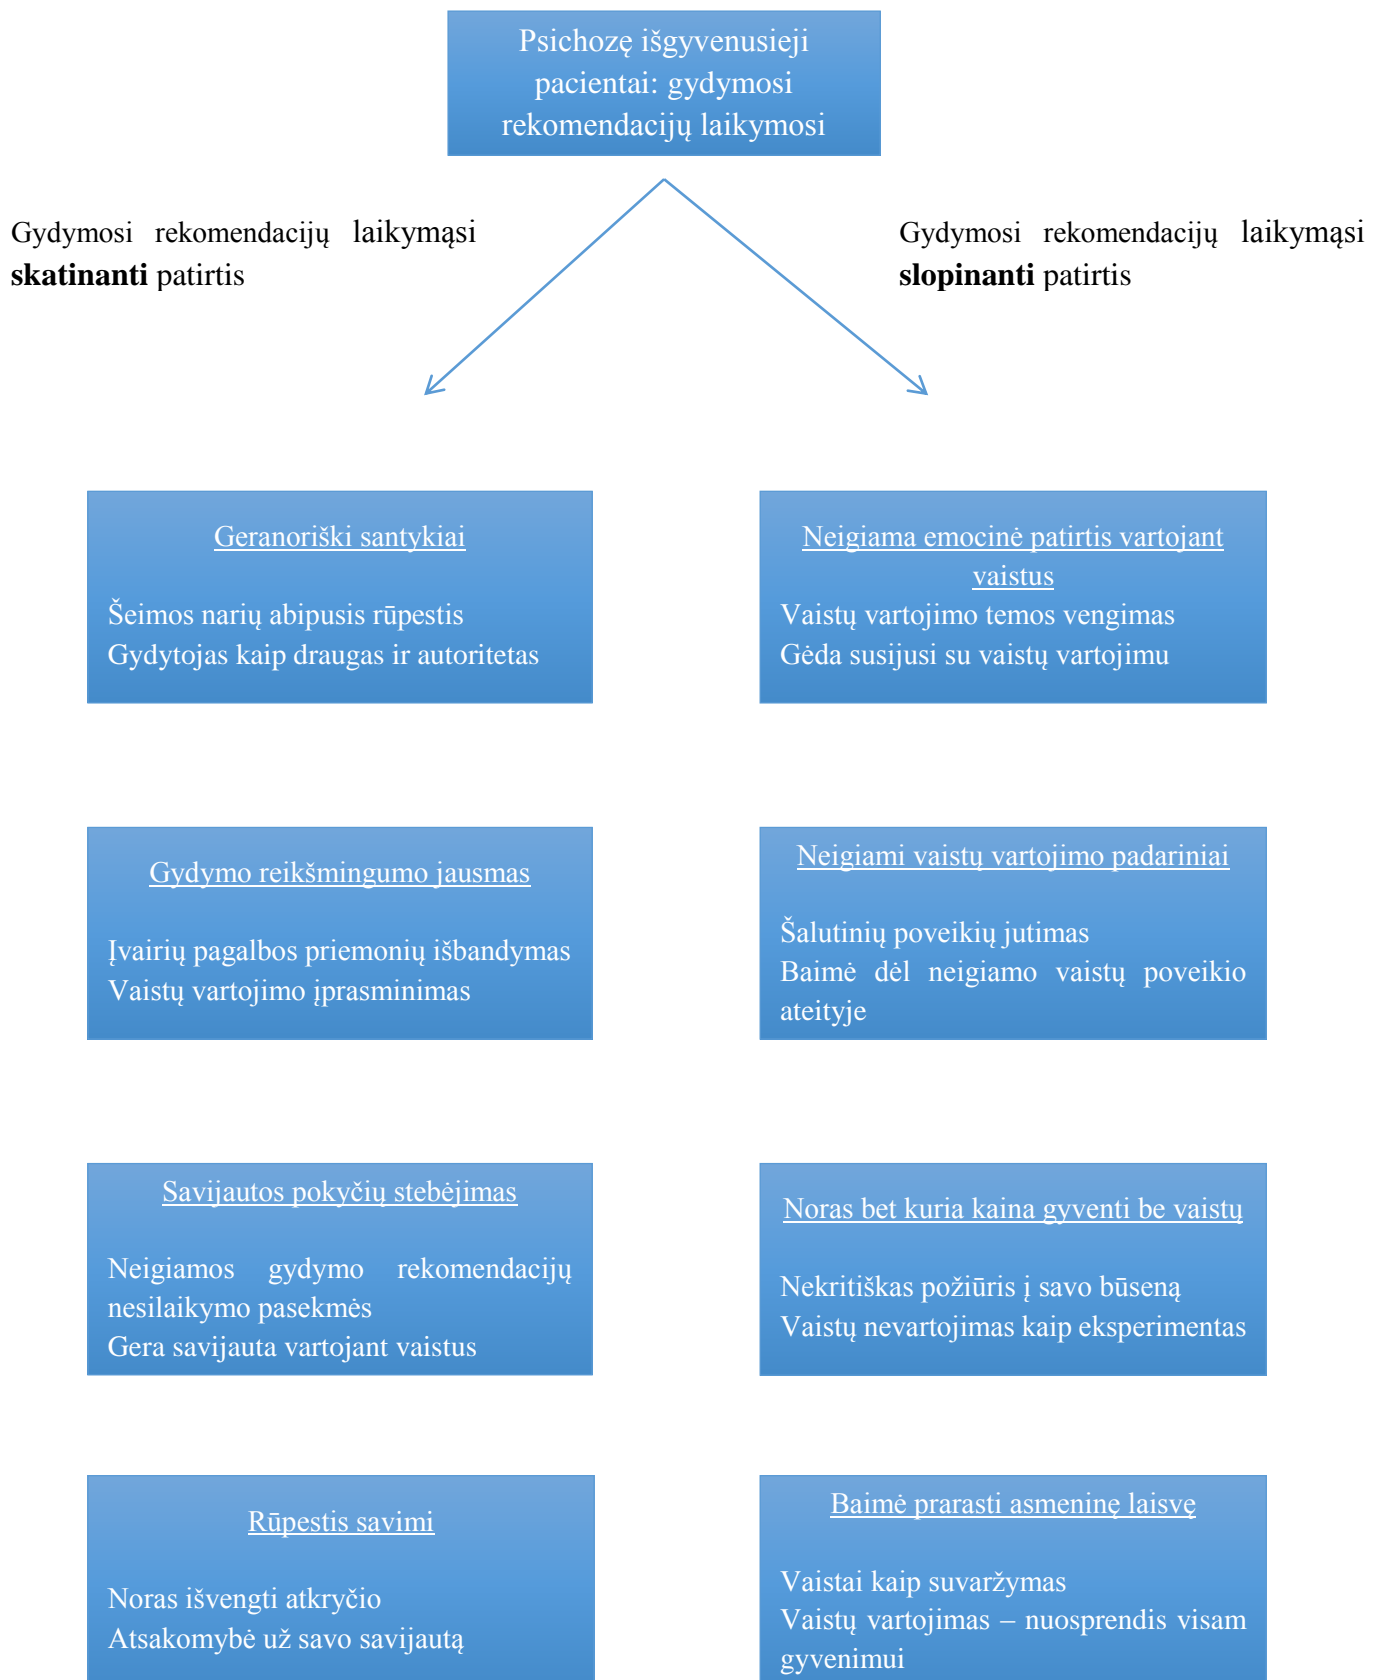 Psichozę išgyvenusieji
pacientai: gydymosi
rekomendacijų laikymosi
Gydymosi rekomendacijų laikymąsi
skatinanti patirtis
Gydymosi rekomendacijų laikymąsi
slopinanti patirtis
Geranoriški santykiai
Šeimos narių abipusis rūpestis
Gydytojas kaip draugas ir autoritetas
Neigiama emocinė patirtis vartojant
vaistus
Vaistų vartojimo temos vengimas
Gėda susijusi su vaistų vartojimu
Gydymo reikšmingumo jausmas
Įvairių pagalbos priemonių išbandymas
Vaistų vartojimo įprasminimas
Neigiami vaistų vartojimo padariniai
Šalutinių poveikių jutimas
Baimė dėl neigiamo vaistų poveikio
ateityje
Savijautos pokyčių stebėjimas
Neigiamos gydymo rekomendacijų
nesilaikymo pasekmės
Gera savijauta vartojant vaistus
Noras bet kuria kaina gyventi be vaistų
Nekritiškas požiūris į savo būseną
Vaistų nevartojimas kaip eksperimentas
Rūpestis savimi
Noras išvengti atkryčio
Atsakomybė už savo savijautą
Baimė prarasti asmeninę laisvę
Vaistai kaip suvaržymas
Vaistų vartojimas – nuosprendis visam
gyvenimui